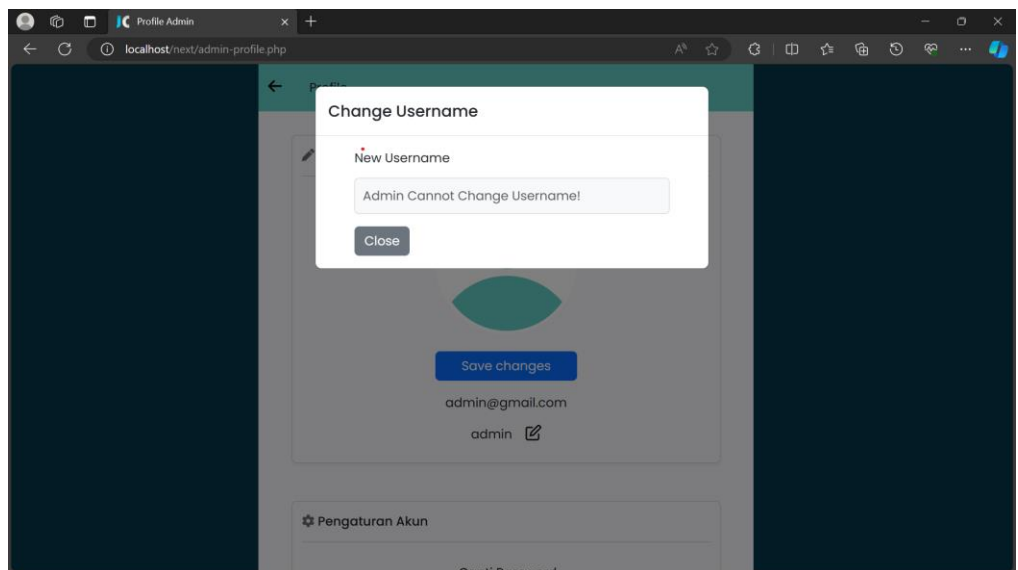 Profile Admin
localhost/next/admin-profile.php
Change Username
New Username
Admin Cannot Change Username!
Close
Save changes
admin@gmail.com
admin
Pengaturan Akun